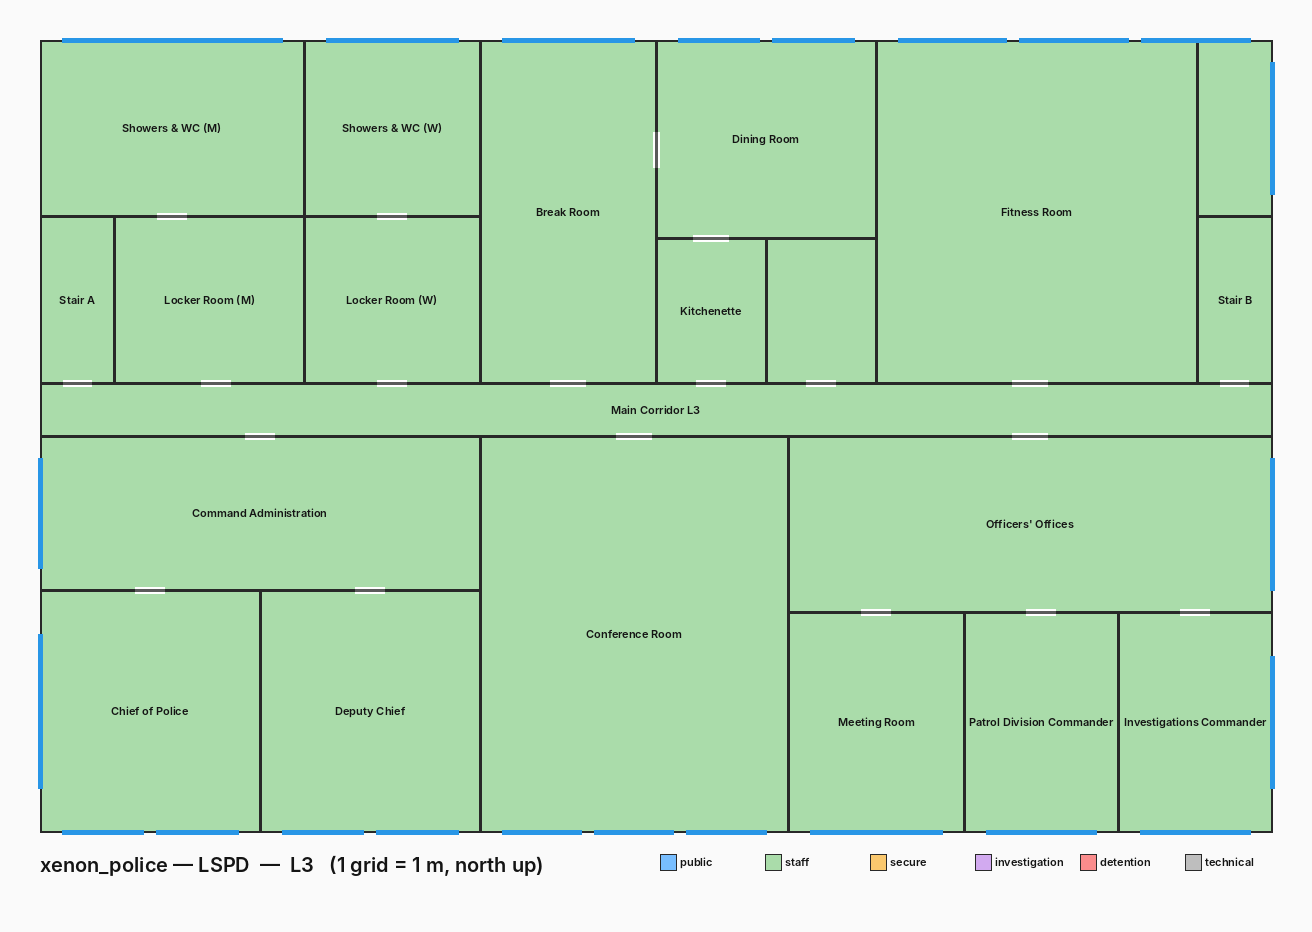 Showers & WC (M)
Showers & WC (W)
Dining Room
Break Room
Fitness Room
Stair A
Locker Room (M)
Locker Room (W)
Kitchenette
Stair B
Main Corridor L3
Command Administration
Officers' Offices
Conference Room
Chief of Police
Deputy Chief
Meeting Room
Patrol Division Commander
Investigations Commander
xenon_police — LSPD — L3 (1 grid = 1 m, north up)
public
staff
secure
investigation
detention
technical